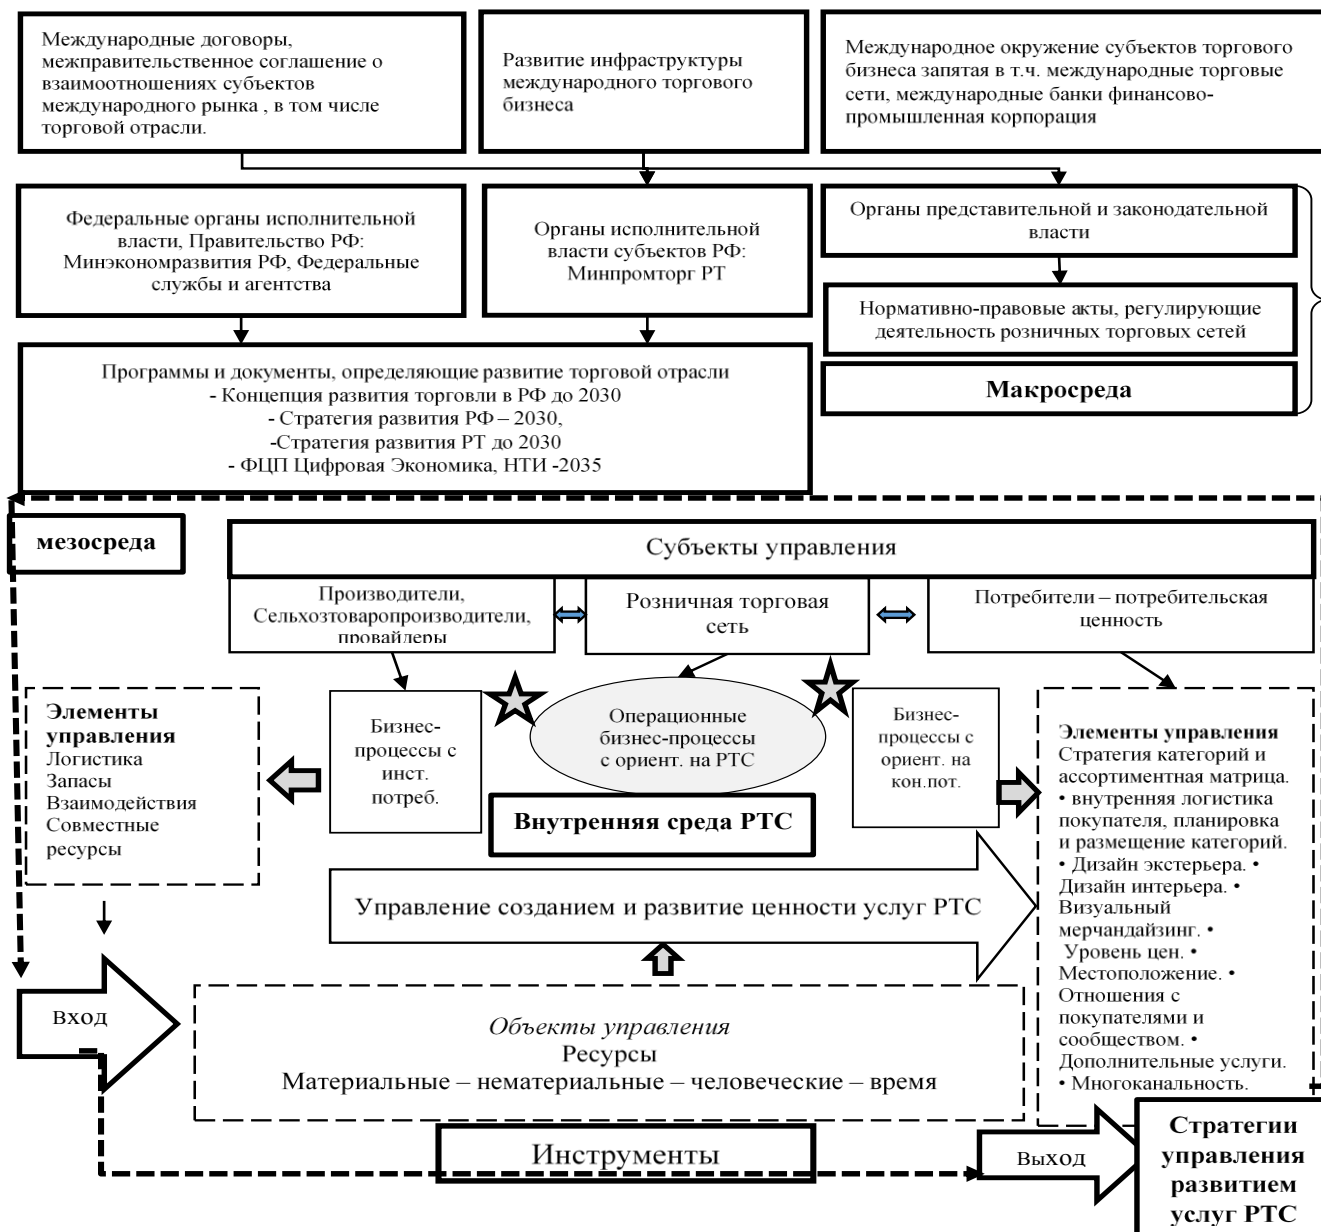 Международные договоры,
межправительственное соглашение о
взаимоотношениях субъектов
международного рынка , в том числе
торговой отрасли.
Развитие инфраструктуры
международного торгового
бизнеса
Международное окружение субъектов торгового
бизнеса запятая в т.ч. международные торговые
сети, международные банки финансово-
промышленная корпорация
Федеральные органы исполнительной
власти, Правительство РФ:
Минэкономразвития РФ, Федеральные
службы и агентства
Органы исполнительной
власти субъектов РФ:
Минпромторг РТ
Органы представительной и законодательной
власти
Нормативно-правовые акты, регулирующие
деятельность розничных торговых сетей
Макросреда
Программы и документы, определяющие развитие торговой отрасли
- Концепция развития торговли в РФ до 2030
- Стратегия развития РФ – 2030,
-Стратегия развития РТ до 2030
- ФЦП Цифровая Экономика, НТИ -2035
мезосреда
Субъекты управления
Производители,
Сельхозтоваропроизводители,
провайдеры
Розничная торговая
сеть
Потребители – потребительская
ценность
Элементы
управления
Логистика
Запасы
Взаимодействия
Совместные
ресурсы
Бизнес-
процессы с
инст.
потреб.
Операционные
бизнес-процессы
с ориент. на РТС
Бизнес-
процессы с
ориент. на
кон.пот.
Внутренняя среда РТС
Элементы управления
Стратегия категорий и
ассортиментная матрица.
• внутренняя логистика
покупателя, планировка
и размещение категорий.
• Дизайн экстерьера. •
Дизайн интерьера. •
Визуальный
мерчандайзинг. •
Уровень цен. •
Местоположение. •
Отношения с
покупателями и
сообществом. •
Дополнительные услуги.
• Многоканальность.
Управление созданием и развитие ценности услуг РТС
Вход
Объекты управления
Ресурсы
Материальные – нематериальные – человеческие – время
Инструменты
Выход
Стратегии
управления
развитием
услуг РТС